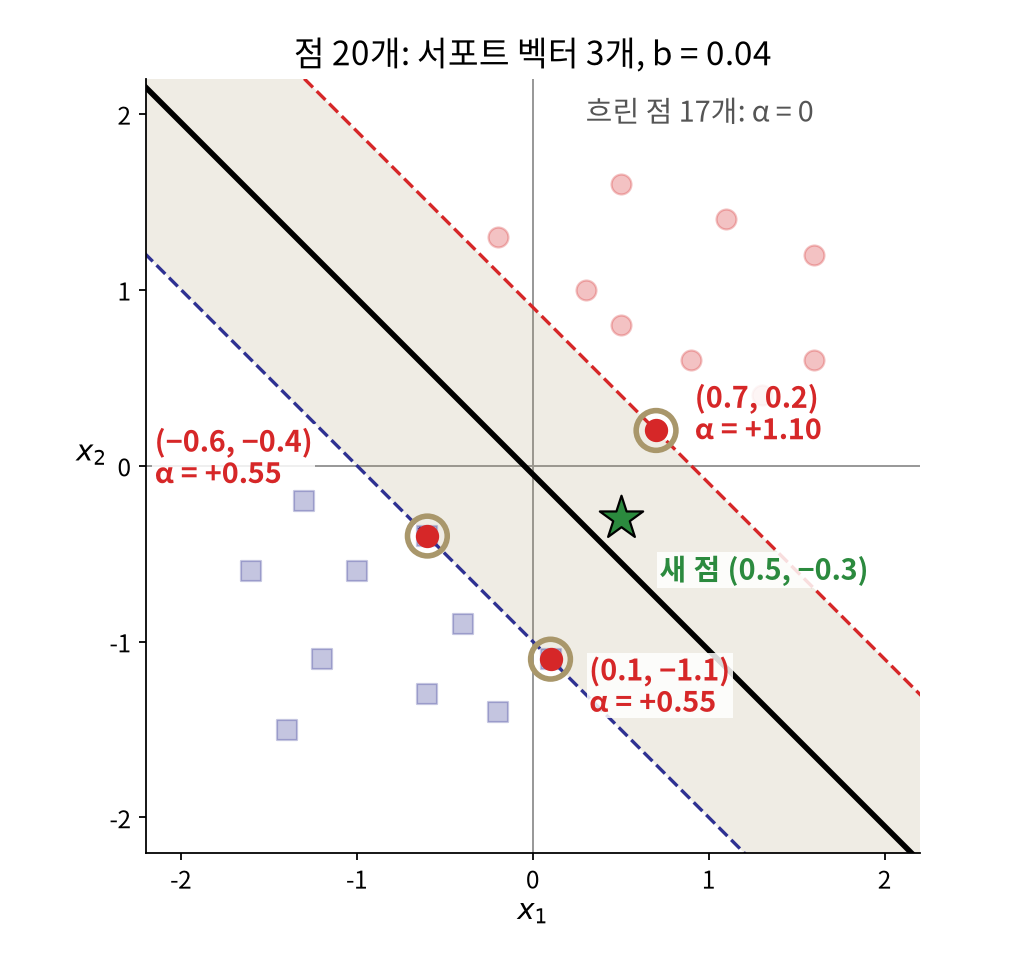 점 20개: 서포트 벡터 3개, b = 0.04
흐린 점 17개: α = 0
(0.7, 0.2)
α = +1.10
(−0.6, −0.4)
α = +0.55
새 점 (0.5, −0.3)
(0.1, −1.1)
α = +0.55
x₂
2
1
0
-1
-2
-2
-1
0
1
2
x₁